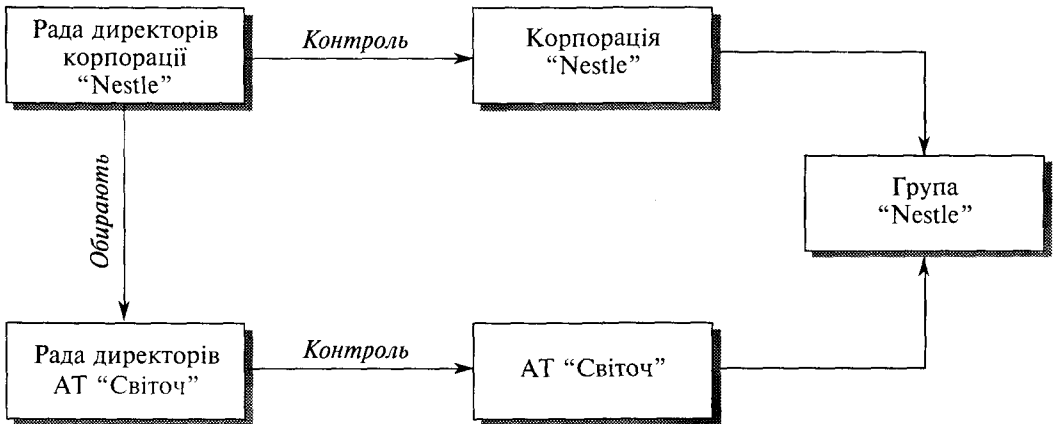 Рада директорів
корпорації
“Nestle”
Контроль
Корпорація
“Nestle”
Обирають
Група
“Nestle”
Рада директорів
АТ “Світоч”
Контроль
АТ “Світоч”